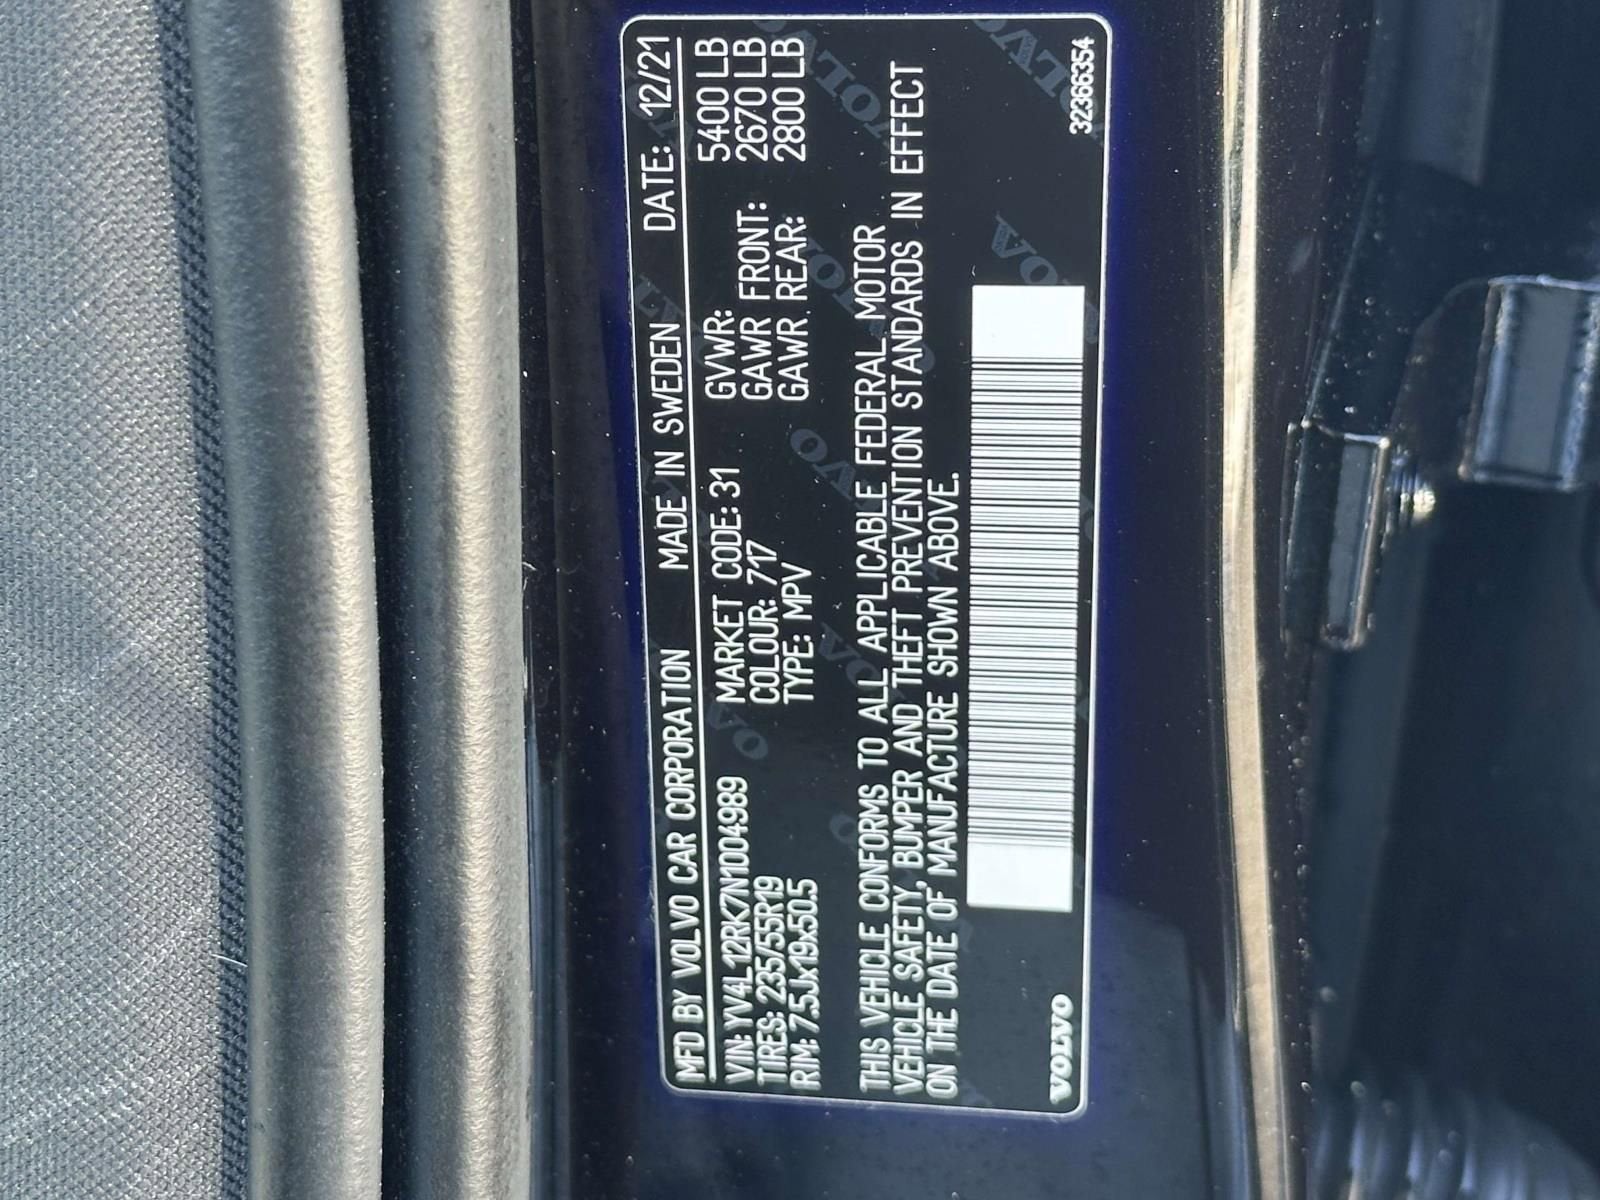 MFD BY VOLVO CAR CORPORATION MADE IN SWEDEN DATE: 12/21
VIN: YV4L12RK7N1004989 MARKET CODE: 31 GVWR: 5400 LB
TIRES: 235/55R19 COLOUR: 717 GAWR FRONT: 2670 LB
RIM: 7.5Jx19x50.5 TYPE: MPV GAWR REAR: 2800 LB
THIS VEHICLE CONFORMS TO ALL APPLICABLE FEDERAL MOTOR
VEHICLE SAFETY, BUMPER AND THEFT PREVENTION STANDARDS IN EFFECT
ON THE DATE OF MANUFACTURE SHOWN ABOVE.
VOLVO
32366354